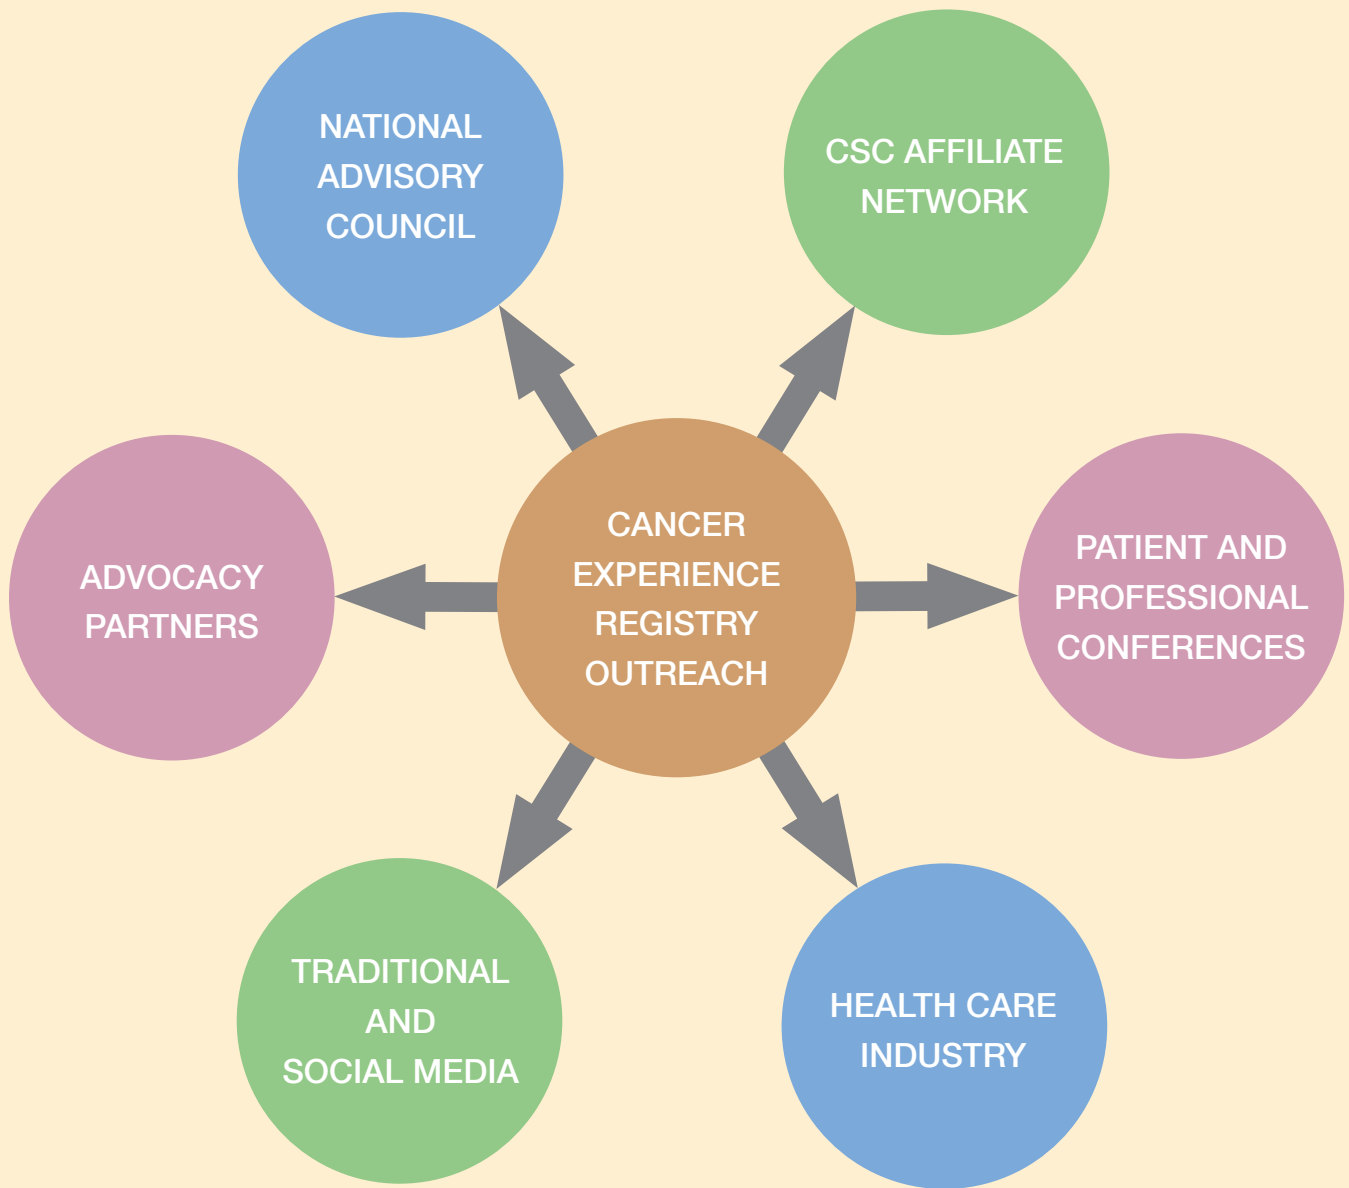 NATIONAL
ADVISORY
COUNCIL
CSC AFFILIATE
NETWORK
ADVOCACY
PARTNERS
CANCER
EXPERIENCE
REGISTRY
OUTREACH
PATIENT AND
PROFESSIONAL
CONFERENCES
TRADITIONAL
AND
SOCIAL MEDIA
HEALTH CARE
INDUSTRY